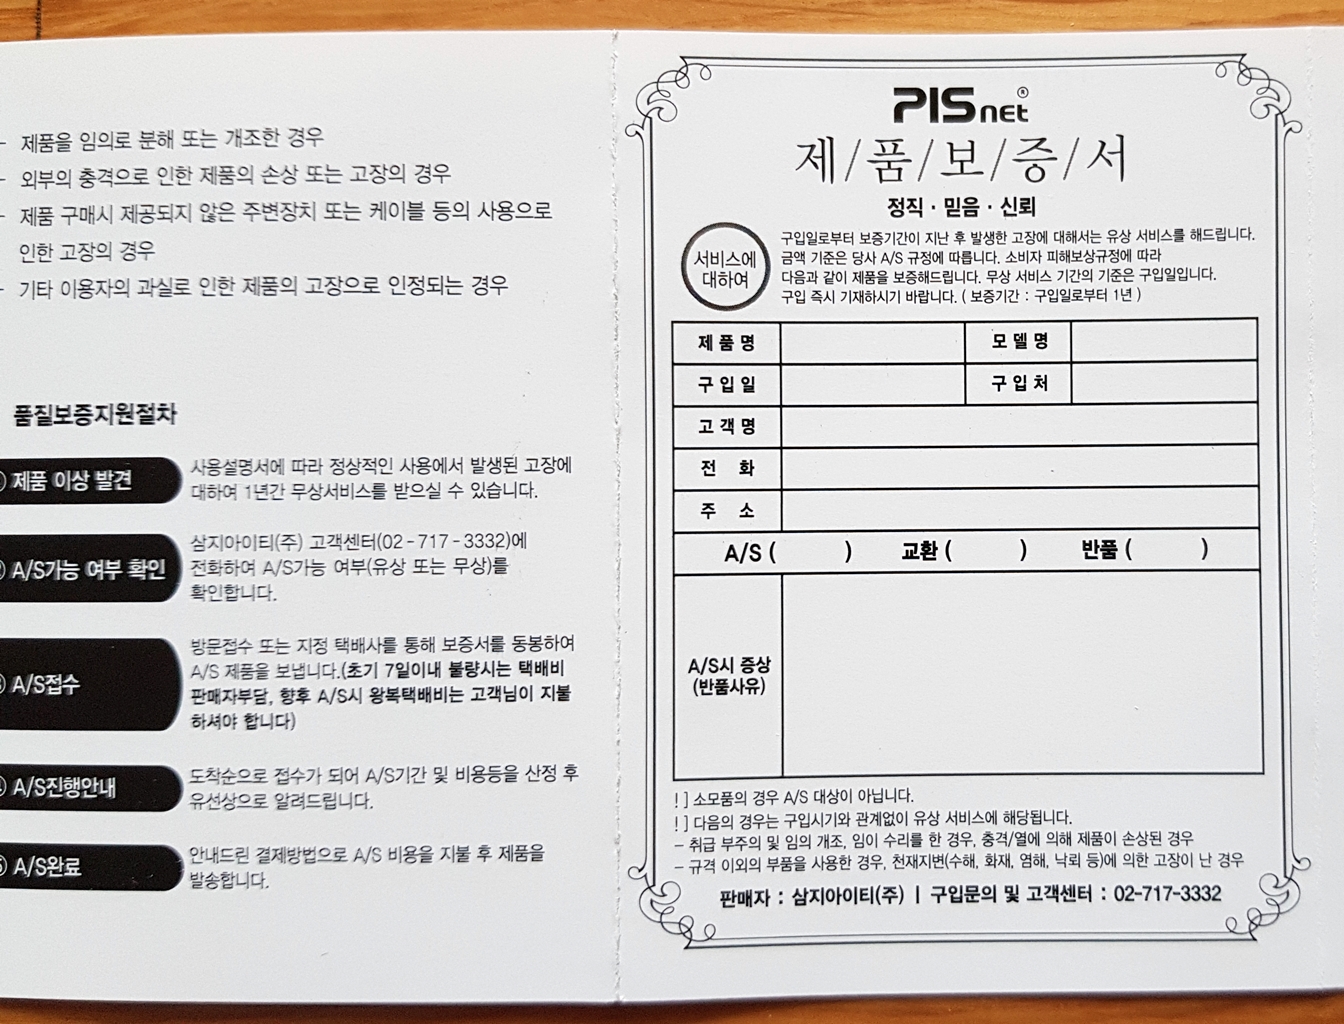 - 제품을 임의로 분해 또는 개조한 경우
- 외부의 충격으로 인한 제품의 손상 또는 고장의 경우
- 제품 구매시 제공되지 않은 주변장치 또는 케이블 등의 사용으로
인한 고장의 경우
- 기타 이용자의 과실로 인한 제품의 고장으로 인정되는 경우
품질보증지원절차
제품 이상 발견
사용설명서에 따라 정상적인 사용에서 발생된 고장에
대하여 1년간 무상서비스를 받으실 수 있습니다.
A/S가능 여부 확인
삼지아이티(주) 고객센터(02-717-3332)에
전화하여 A/S가능 여부(유상 또는 무상)를
확인합니다.
A/S접수
방문접수 또는 지정 택배사를 통해 보증서를 동봉하여
A/S 제품을 보냅니다.(초기 7일이내 불량시는 택배비
판매자부담, 향후 A/S시 왕복택배비는 고객님이 지불
하셔야 합니다)
A/S진행안내
도착순으로 접수가 되어 A/S기간 및 비용등을 산정 후
유선상으로 알려드립니다.
A/S완료
안내드린 결제방법으로 A/S 비용을 지불 후 제품을
발송합니다.
PISnet®
제/품/보/증/서
정직·믿음·신뢰
서비스에
대하여
구입일로부터 보증기간이 지난 후 발생한 고장에 대해서는 유상 서비스를 해드립니다.
금액 기준은 당사 A/S 규정에 따릅니다. 소비자 피해보상규정에 따라
다음과 같이 제품을 보증해드립니다. 무상 서비스 기간의 기준은 구입일입니다.
구입 즉시 기재하시기 바랍니다. ( 보증기간 : 구입일로부터 1년 )
제품명 모델명
구입일 구입처
고객명
전 화
주 소
A/S ( ) 교환 ( ) 반품 ( )
A/S시 증상
(반품사유)
! ] 소모품의 경우 A/S 대상이 아닙니다.
! ] 다음의 경우는 구입시기와 관계없이 유상 서비스에 해당됩니다.
- 취급 부주의 및 임의 개조, 임이 수리를 한 경우, 충격/열에 의해 제품이 손상된 경우
- 규격 이외의 부품을 사용한 경우, 천재지변(수해, 화재, 염해, 낙뢰 등)에 의한 고장이 난 경우
판매자 : 삼지아이티(주) | 구입문의 및 고객센터 : 02-717-3332